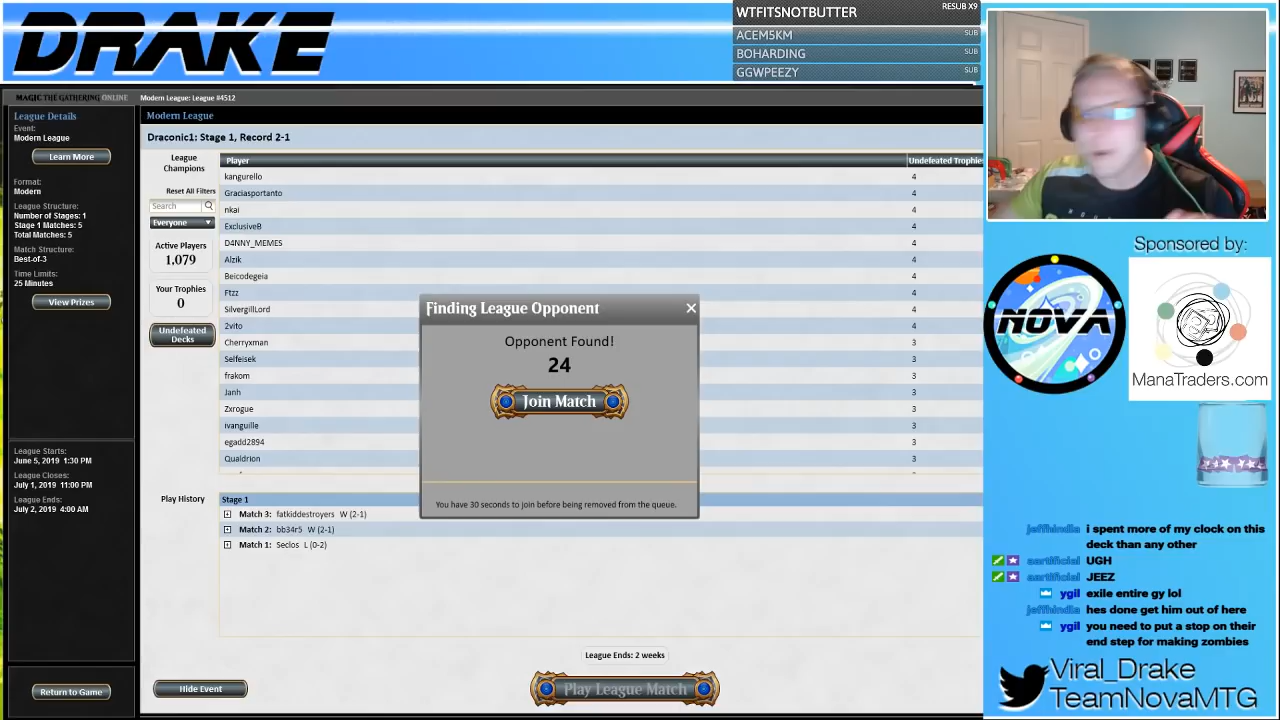 DRAKE
WTFITSNOTBUTTER RESUB X9
ACEM5KM SUB
BOHARDING SUB
GGWPEEZY SUB
MAGIC THE GATHERING ONLINE
Modern League: League #4512
League Details
Event:
Modern League
Learn More
Format:
Modern
League Structure:
Number of Stages: 1
Stage 1 Matches: 5
Total Matches: 5
Match Structure:
Best-of-3
Time Limits:
25 Minutes
View Prizes
League Starts:
June 5, 2019 1:30 PM
League Closes:
July 1, 2019 11:00 PM
League Ends:
July 2, 2019 4:00 AM
Return to Game
Modern League
Draconic1: Stage 1, Record 2-1
League
Champions
Reset All Filters
Search
Everyone
Active Players
1,079
Your Trophies
0
Undefeated
Decks
Player Undefeated Trophies
kangurello 4
Graciasportanto 4
nkai 4
ExclusiveB 4
D4NNY_MEMES 4
Alzik 4
Beicodegeia 4
Ftzz 4
SilvergillLord 4
2vito 4
Cherryxman 3
Selfeisek 3
frakom 3
Janh 3
Zxrogue 3
ivanguille 3
egadd2894 3
Qualdrion 3
Finding League Opponent
Opponent Found!
24
Join Match
You have 30 seconds to join before being removed from the queue.
Play History
Stage 1
Match 3: fatkiddestroyers W (2-1)
Match 2: bb34r5 W (2-1)
Match 1: Seclos L (0-2)
League Ends: 2 weeks
Hide Event
Play League Match
Sponsored by:
NOVA
ManaTraders.com
jeffhindla i spent more of my clock on this
deck than any other
aartificial UGH
aartificial JEEZ
ygil exile entire gy lol
jeffhindla hes done get him out of here
ygil you need to put a stop on their
end step for making zombies
Viral_Drake
TeamNovaMTG